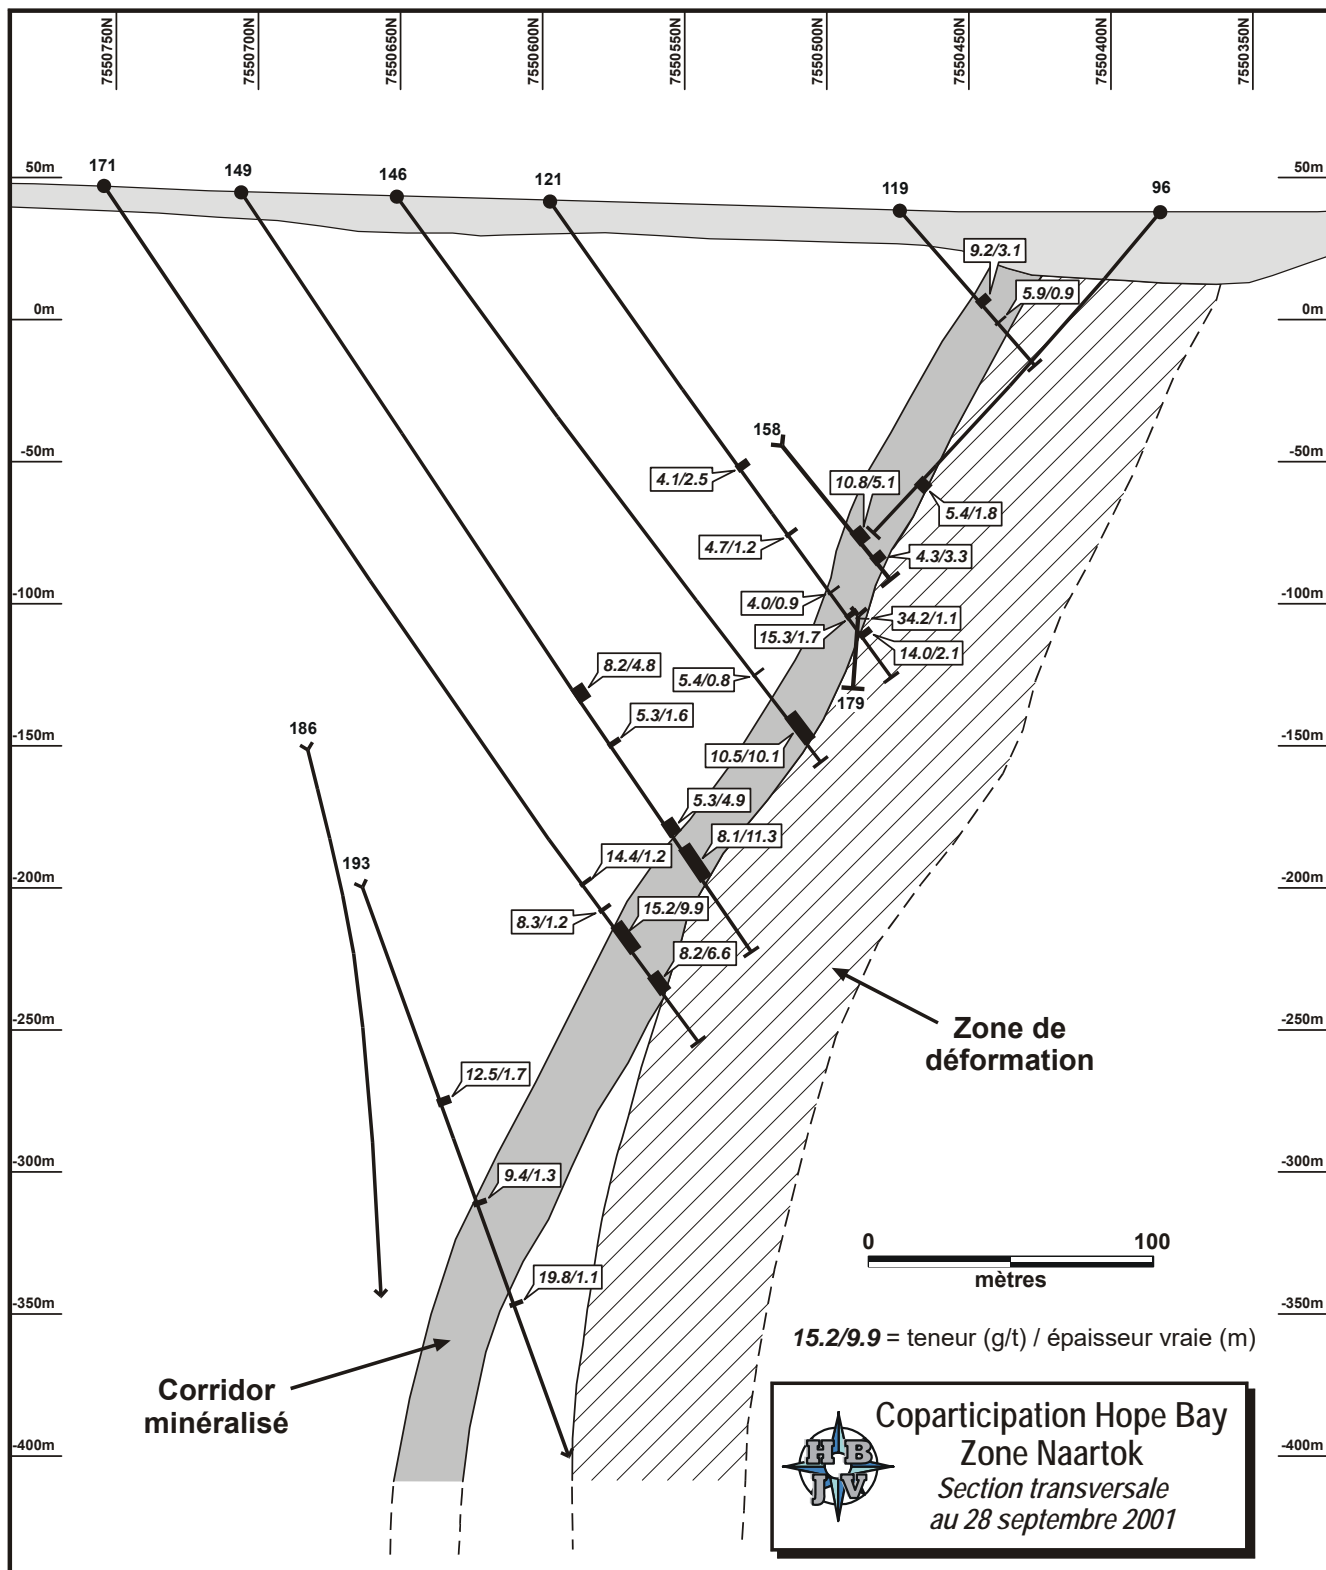 7550750N
7550700N
7550650N
7550600N
7550550N
7550500N
7550450N
7550400N
7550350N
50m
171
149
146
121
119
96
50m
9.2/3.1
5.9/0.9
0m
0m
158
-50m
4.1/2.5
10.8/5.1
-50m
5.4/1.8
4.7/1.2
4.3/3.3
-100m
4.0/0.9
34.2/1.1
-100m
15.3/1.7
14.0/2.1
8.2/4.8
5.4/0.8
179
5.3/1.6
186
-150m
10.5/10.1
-150m
5.3/4.9
8.1/11.3
193
14.4/1.2
-200m
-200m
8.3/1.2
15.2/9.9
8.2/6.6
-250m
Zone de
déformation
-250m
12.5/1.7
-300m
9.4/1.3
-300m
0
100
mètres
19.8/1.1
-350m
-350m
15.2/9.9 = teneur (g/t) / épaisseur vraie (m)
Corridor
minéralisé
-400m
-400m
H B
J V
Coparticipation Hope Bay
Zone Naartok
Section transversale
au 28 septembre 2001